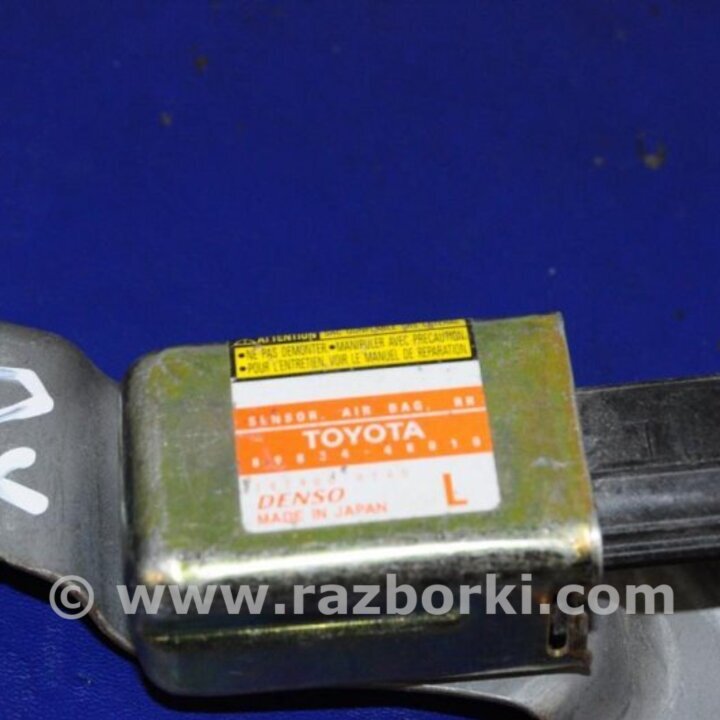 ATTENTION
•NE PAS DEMONTER •MANIPULER AVEC PRECAUTION.
•POUR L'ENTRETIEN, VOIR LE MANUEL DE REPARATION.
SENSOR, AIR BAG, RR
TOYOTA
DENSO
L
MADE IN JAPAN
© www.razborki.com